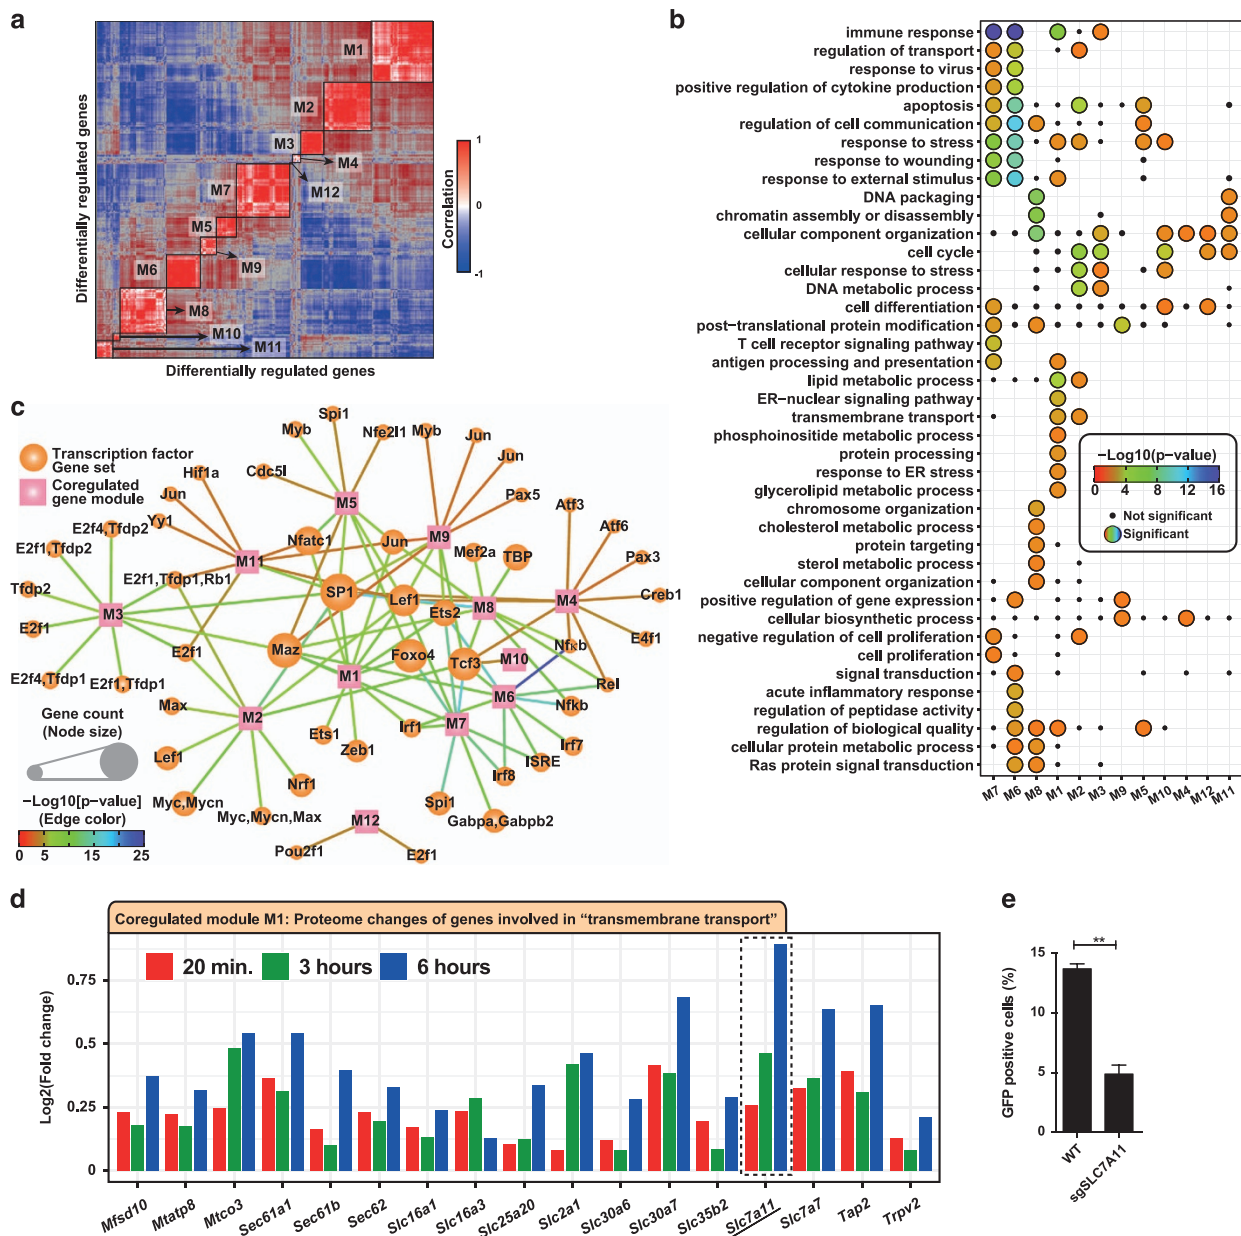 a
M1
M2
M3
M4
M7
M12
M5
M9
M6
M8
M10
M11
Differentially regulated genes
Differentially regulated genes
1
0
-1
Correlation
b
immune response
regulation of transport
response to virus
positive regulation of cytokine production
apoptosis
regulation of cell communication
response to stress
response to wounding
response to external stimulus
DNA packaging
chromatin assembly or disassembly
cellular component organization
cell cycle
cellular response to stress
DNA metabolic process
cell differentiation
post−translational protein modification
T cell receptor signaling pathway
antigen processing and presentation
lipid metabolic process
ER−nuclear signaling pathway
transmembrane transport
phosphoinositide metabolic process
protein processing
response to ER stress
glycerolipid metabolic process
chromosome organization
cholesterol metabolic process
protein targeting
sterol metabolic process
cellular component organization
positive regulation of gene expression
cellular biosynthetic process
negative regulation of cell proliferation
cell proliferation
signal transduction
acute inflammatory response
regulation of peptidase activity
regulation of biological quality
cellular protein metabolic process
Ras protein signal transduction
M7 M6 M8 M1 M2 M3 M9 M5 M10 M4 M12 M11
−Log10(p−value)
0 4 8 12 16
Not significant
Significant
c
Transcription factor
Gene set
Coregulated
gene module
Spi1
Myb
Nfe2l1
Myb
Jun
Jun
Pax5
Cdc5l
Hif1a
Jun
Yy1
M5
M9
Atf3
Atf6
Pax3
Creb1
E4f1
E2f4,Tfdp2
E2f1,Tfdp2
Tfdp2
E2f1
E2f4,Tfdp1
E2f1,Tfdp1
E2f1,Tfdp1,Rb1
E2f1
M11
Nfatc1
Jun
Mef2a
TBP
M3
SP1
Lef1
Ets2
M8
M4
Nfkb
Maz
Foxo4
Tcf3
M10
M1
M6
Rel
Nfkb
Max
M2
M7
Irf1
Irf7
ISRE
Irf8
Ets1
Zeb1
Lef1
Nrf1
Myc,Mycn
Myc,Mycn,Max
Spi1
Gabpa,Gabpb2
M12
Pou2f1
E2f1
Gene count
(Node size)
−Log10[p-value]
(Edge color)
0 5 15 25
d
Coregulated module M1: Proteome changes of genes involved in “transmembrane transport”
20 min. 3 hours 6 hours
Log2(Fold change)
0.75
0.5
0.25
0
Mfsd10 Mtatp8 Mtco3 Sec61a1 Sec61b Sec62 Slc16a1 Slc16a3 Slc25a20 Slc2a1 Slc30a6 Slc30a7 Slc35b2 Slc7a11 Slc7a7 Tap2 Trpv2
e
**
GFP positive cells (%)
15
10
5
0
WT
sgSLC7A11